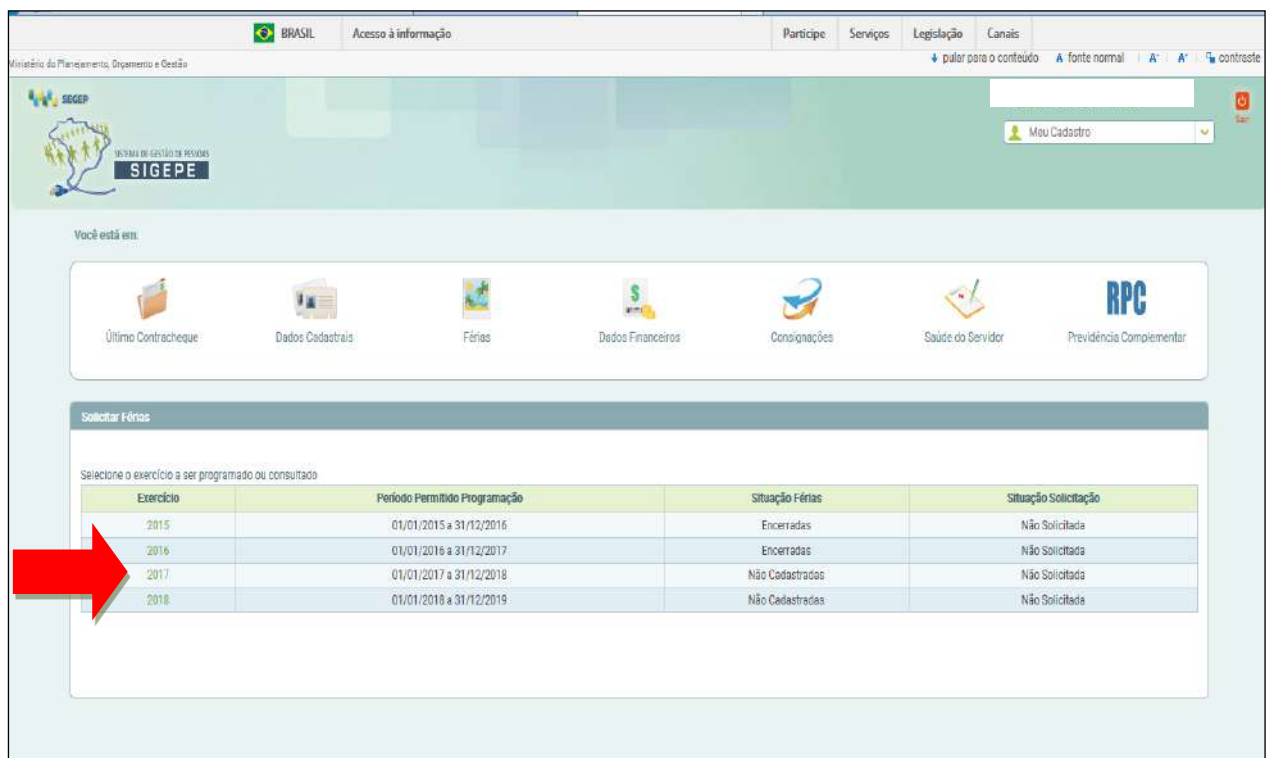 BRASIL Acesso à informação Participe Serviços Legislação Canais
Ministério do Planejamento, Orçamento e Gestão
pular para o conteúdo A fonte normal A- A+ contraste
SEGEP
Sair
Meu Cadastro
SISTEMA DE GESTÃO DE PESSOAS
SIGEPE
Você está em:
RPC
Último Contracheque Dados Cadastrais Férias Dados Financeiros Consignações Saúde do Servidor Previdência Complementar
Solicitar Férias
Selecione o exercício a ser programado ou consultado
Exercício Período Permitido Programação Situação Férias Situação Solicitação
2015 01/01/2015 a 31/12/2016 Encerradas Não Solicitada
2016 01/01/2016 a 31/12/2017 Encerradas Não Solicitada
2017 01/01/2017 a 31/12/2018 Não Cadastradas Não Solicitada
2018 01/01/2018 a 31/12/2019 Não Cadastradas Não Solicitada